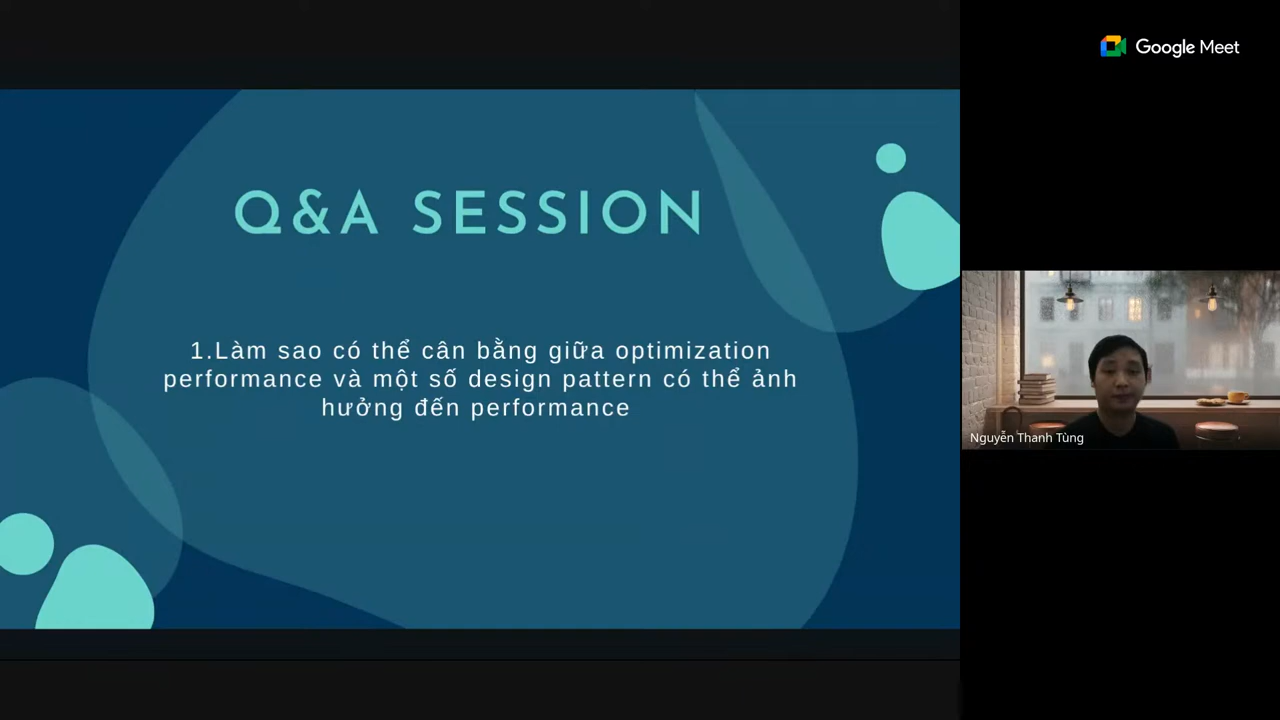 Google Meet
Q&A SESSION
1.Làm sao có thể cân bằng giữa optimization
performance và một số design pattern có thể ảnh
hưởng đến performance
Nguyễn Thanh Tùng